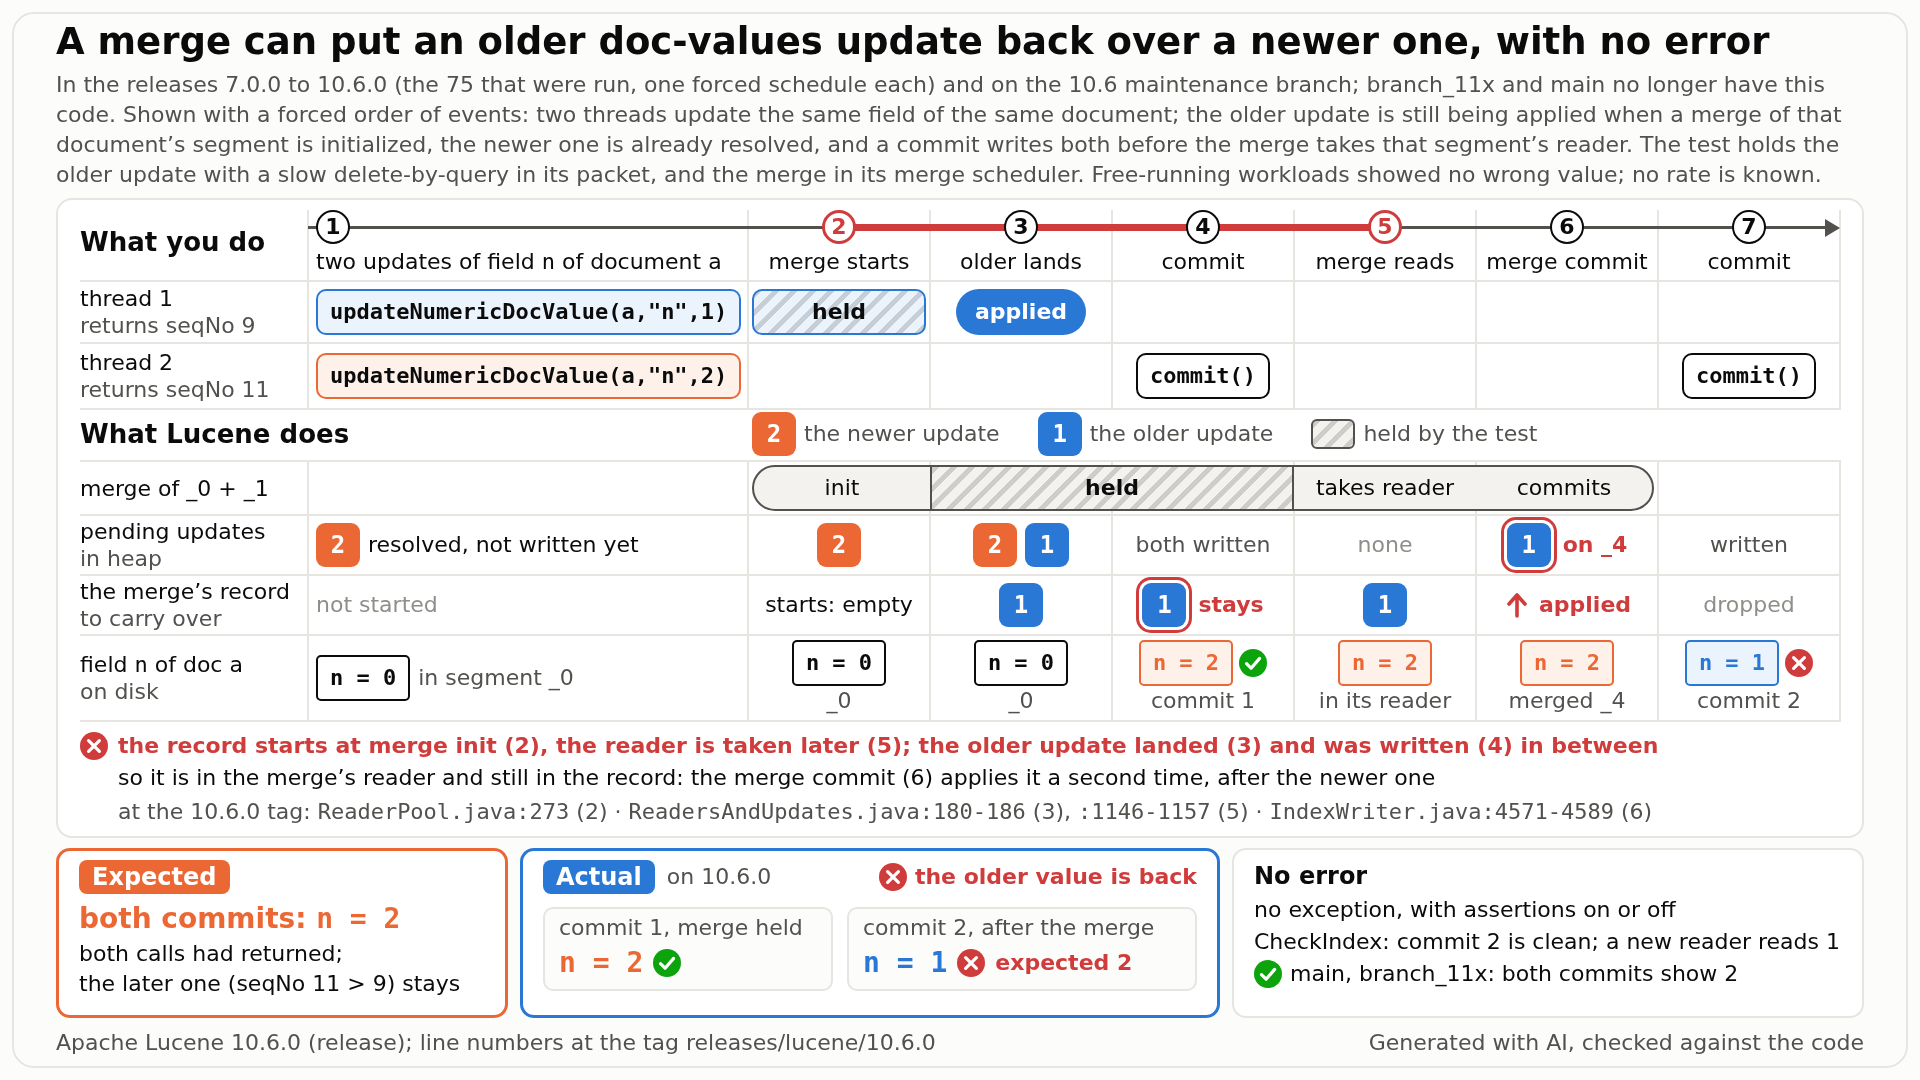 A merge can put an older doc-values update back over a newer one, with no error
In the releases 7.0.0 to 10.6.0 (the 75 that were run, one forced schedule each) and on the 10.6 maintenance branch; branch_11x and main no longer have this
code. Shown with a forced order of events: two threads update the same field of the same document; the older update is still being applied when a merge of that
document’s segment is initialized, the newer one is already resolved, and a commit writes both before the merge takes that segment’s reader. The test holds the
older update with a slow delete-by-query in its packet, and the merge in its merge scheduler. Free-running workloads showed no wrong value; no rate is known.
What you do
1 2 3 4 5 6 7
two updates of field n of document a merge starts older lands commit merge reads merge commit commit
thread 1
returns seqNo 9
updateNumericDocValue(a,"n",1) held applied
thread 2
returns seqNo 11
updateNumericDocValue(a,"n",2) commit() commit()
What Lucene does
2 the newer update 1 the older update held by the test
merge of _0 + _1
init held takes reader commits
pending updates
in heap
2 resolved, not written yet 2 2 1 both written none 1 on _4 written
the merge’s record
to carry over
not started starts: empty 1 1 stays 1 applied dropped
field n of doc a
on disk
n = 0 in segment _0
n = 0 n = 0 n = 2 n = 2 n = 2 n = 1
_0 _0 commit 1 in its reader merged _4 commit 2
the record starts at merge init (2), the reader is taken later (5); the older update landed (3) and was written (4) in between
so it is in the merge’s reader and still in the record: the merge commit (6) applies it a second time, after the newer one
at the 10.6.0 tag: ReaderPool.java:273 (2) · ReadersAndUpdates.java:180-186 (3), :1146-1157 (5) · IndexWriter.java:4571-4589 (6)
Expected
both commits: n = 2
both calls had returned;
the later one (seqNo 11 > 9) stays
Actual on 10.6.0 the older value is back
commit 1, merge held
n = 2
commit 2, after the merge
n = 1 expected 2
No error
no exception, with assertions on or off
CheckIndex: commit 2 is clean; a new reader reads 1
main, branch_11x: both commits show 2
Apache Lucene 10.6.0 (release); line numbers at the tag releases/lucene/10.6.0
Generated with AI, checked against the code